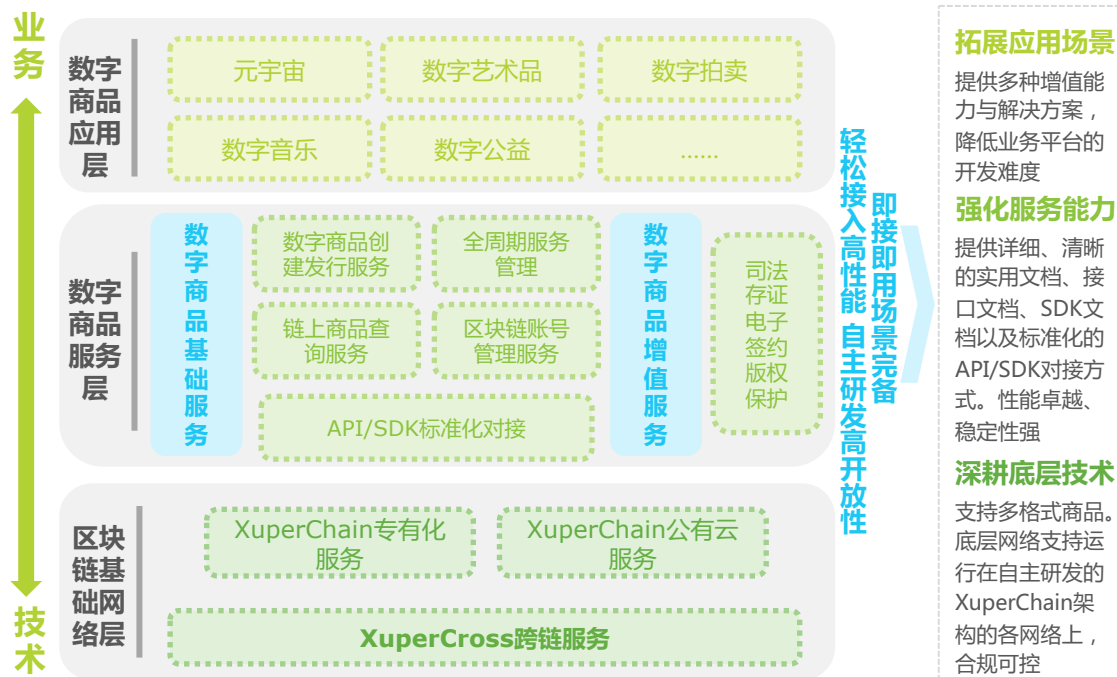 业务
数字
商品
应用
层
元宇宙
数字艺术品
数字拍卖
数字音乐
数字公益
......
数字
商品
服务
层
数字商品基础服务
数字商品创
建发行服务
全周期服务
管理
链上商品查
询服务
区块链账号
管理服务
API/SDK标准化对接
数字商品增值服务
司法
存证
电子
签约
版权
保护
区块
链基
础网
络层
XuperChain专有化
服务
XuperChain公有云
服务
XuperCross跨链服务
技术
轻松接入高性能 自主研发高开放性
即接即用场景完备
拓展应用场景
提供多种增值能
力与解决方案，
降低业务平台的
开发难度
强化服务能力
提供详细、清晰
的实用文档、接
口文档、SDK文
档以及标准化的
API/SDK对接方
式。性能卓越、
稳定性强
深耕底层技术
支持多格式商品。
底层网络支持运
行在自主研发的
XuperChain架
构的各网络上，
合规可控